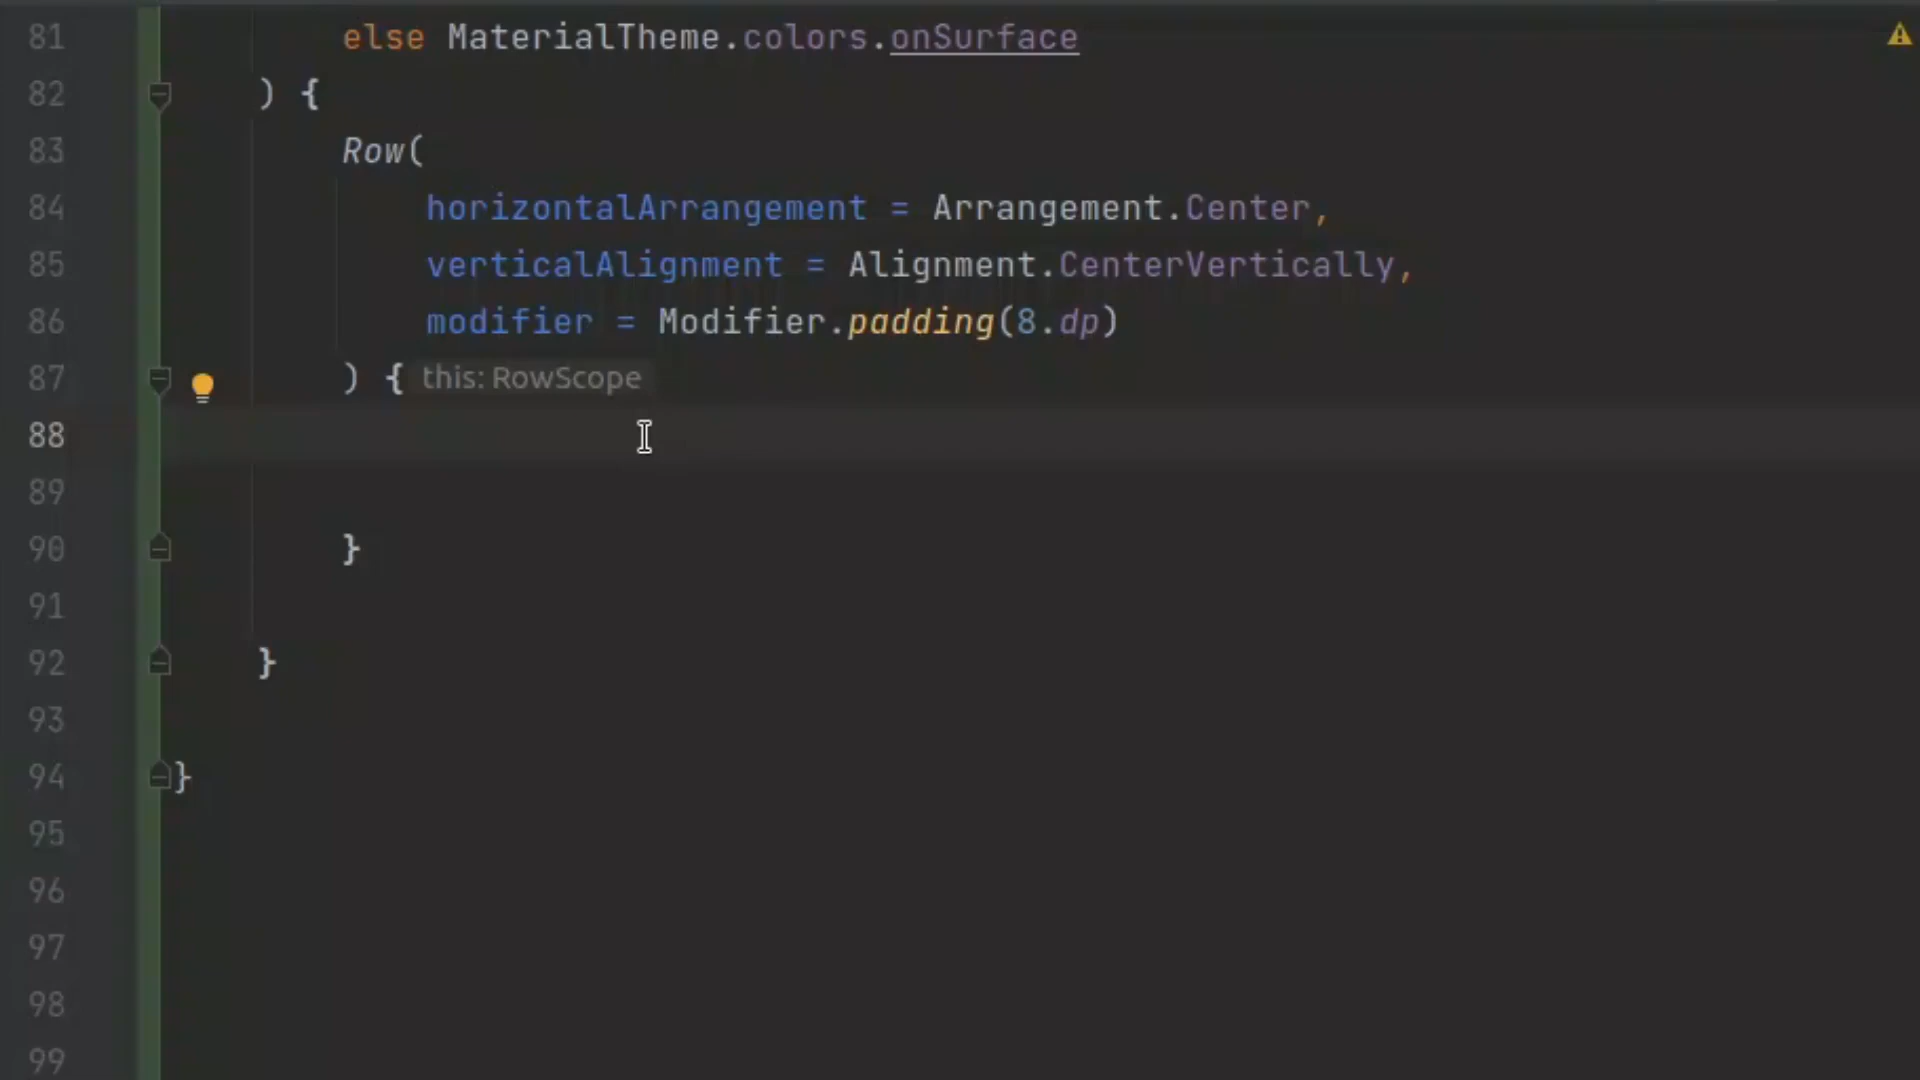 81 else MaterialTheme.colors.onSurface
82 ) {
83 Row(
84 horizontalArrangement = Arrangement.Center,
85 verticalAlignment = Alignment.CenterVertically,
86 modifier = Modifier.padding(8.dp)
87 ) { this: RowScope
88
89
90 }
91
92 }
93
94 }
95
96
97
98
99